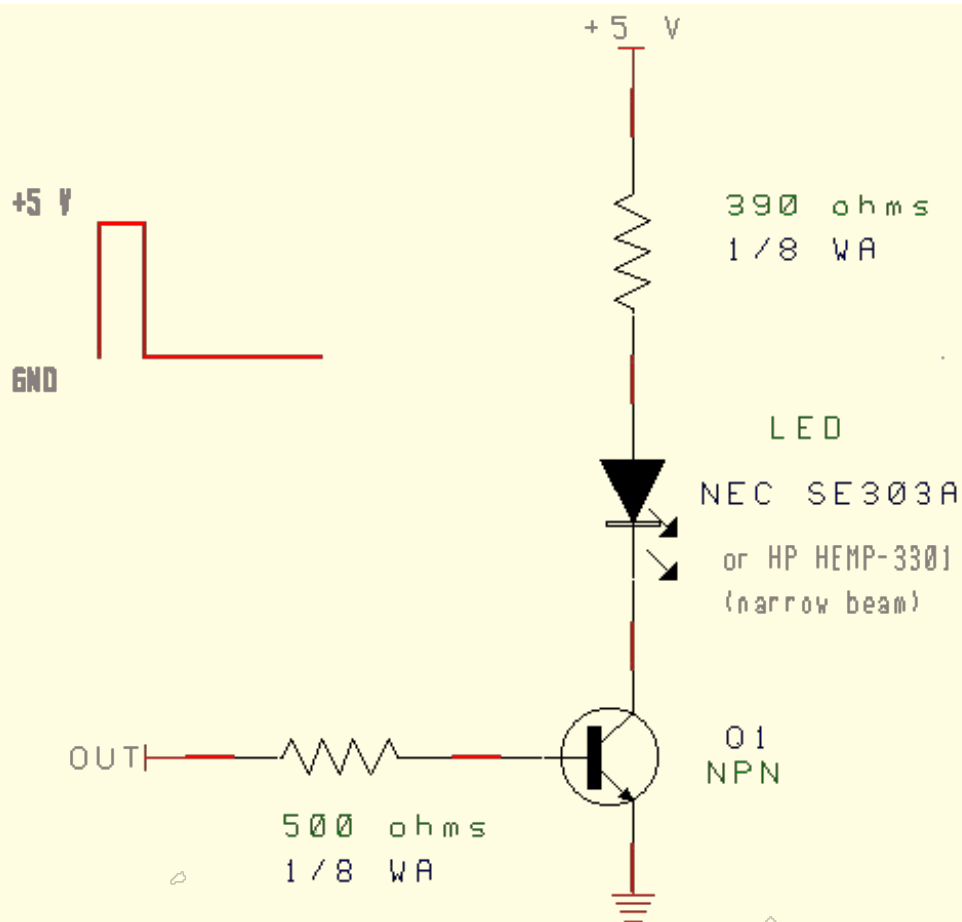 +5 V
+5 V
GND
390 ohms
1/8 WA
LED
NEC SE303A
or HP HEMP-3301
(narrow beam)
OUT
Q1
NPN
500 ohms
1/8 WA